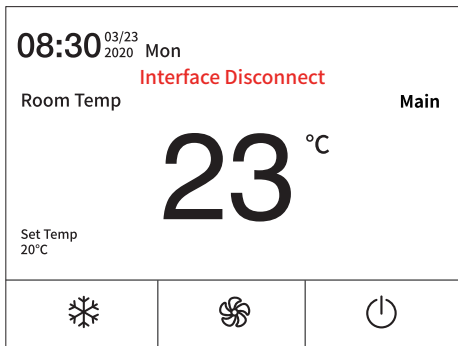 08:30 03/23 2020 Mon
Interface Disconnect
Room Temp Main
23 °C
Set Temp
20°C